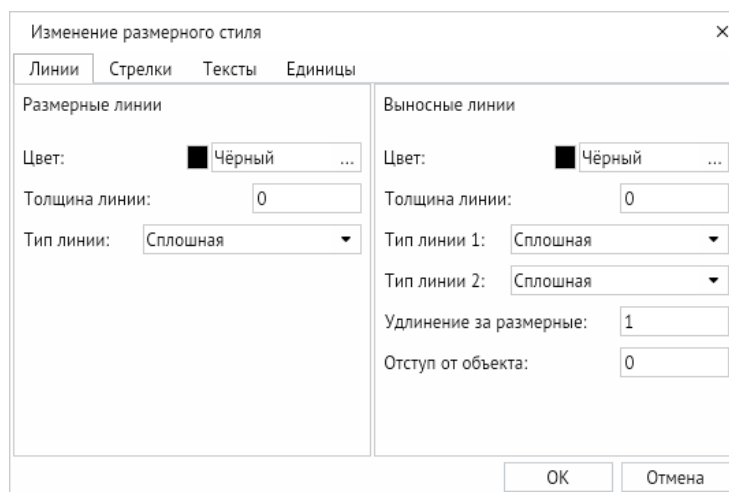 Изменение размерного стиля
Линии Стрелки Тексты Единицы
Размерные линии
Цвет: Чёрный ...
Толщина линии: 0
Тип линии: Сплошная
Выносные линии
Цвет: Чёрный ...
Толщина линии: 0
Тип линии 1: Сплошная
Тип линии 2: Сплошная
Удлинение за размерные: 1
Отступ от объекта: 0
ОК Отмена